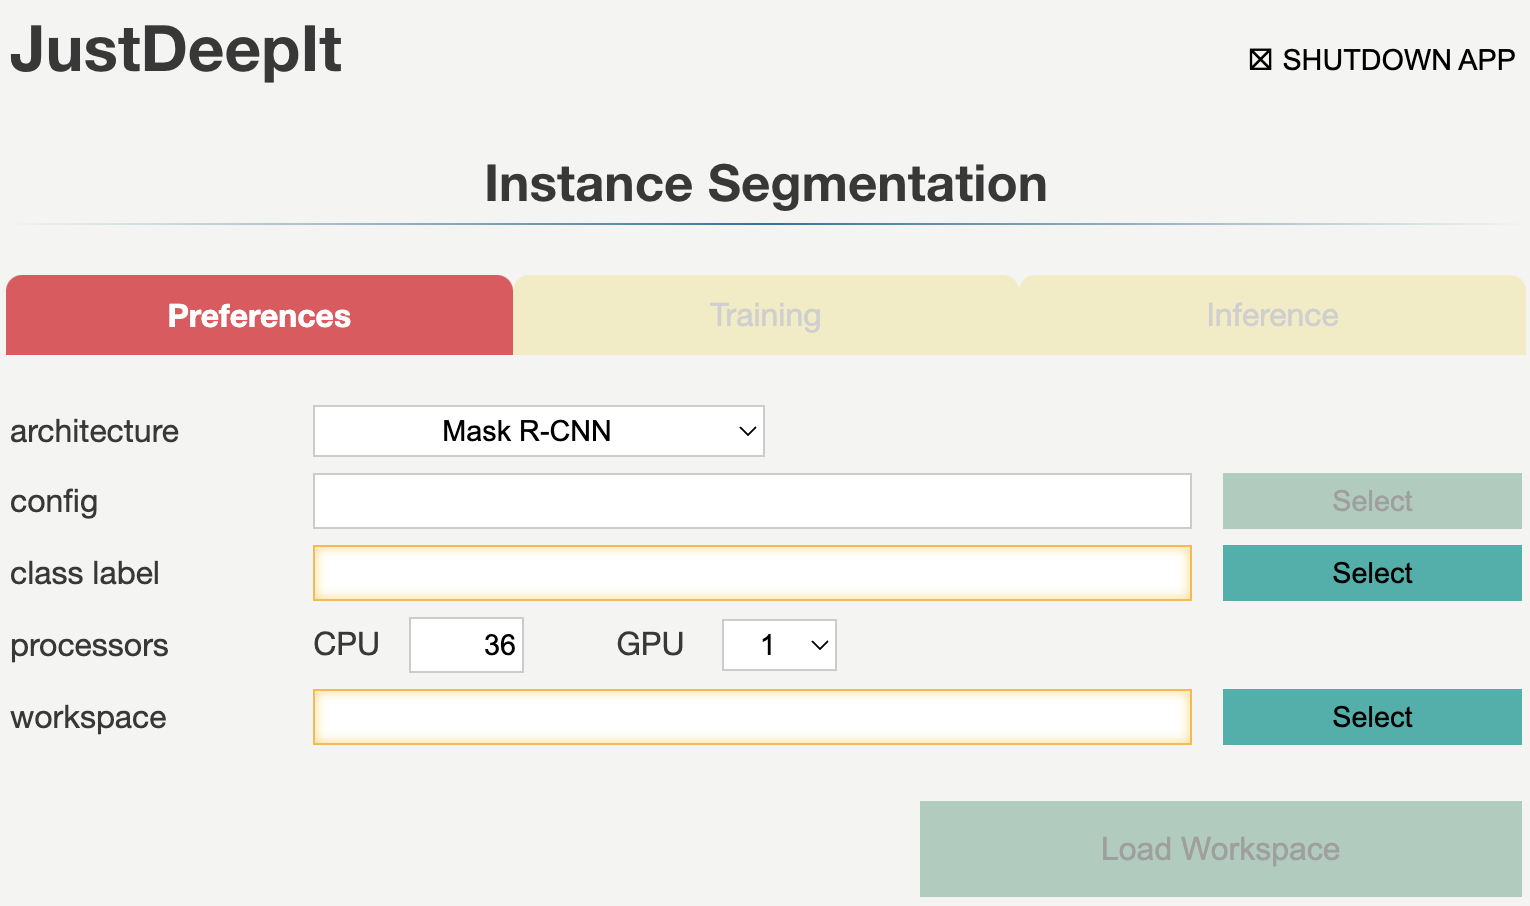 JustDeepIt
☒ SHUTDOWN APP
Instance Segmentation
Preferences Training Inference
architecture Mask R-CNN
config Select
class label Select
processors CPU 36 GPU 1
workspace Select
Load Workspace